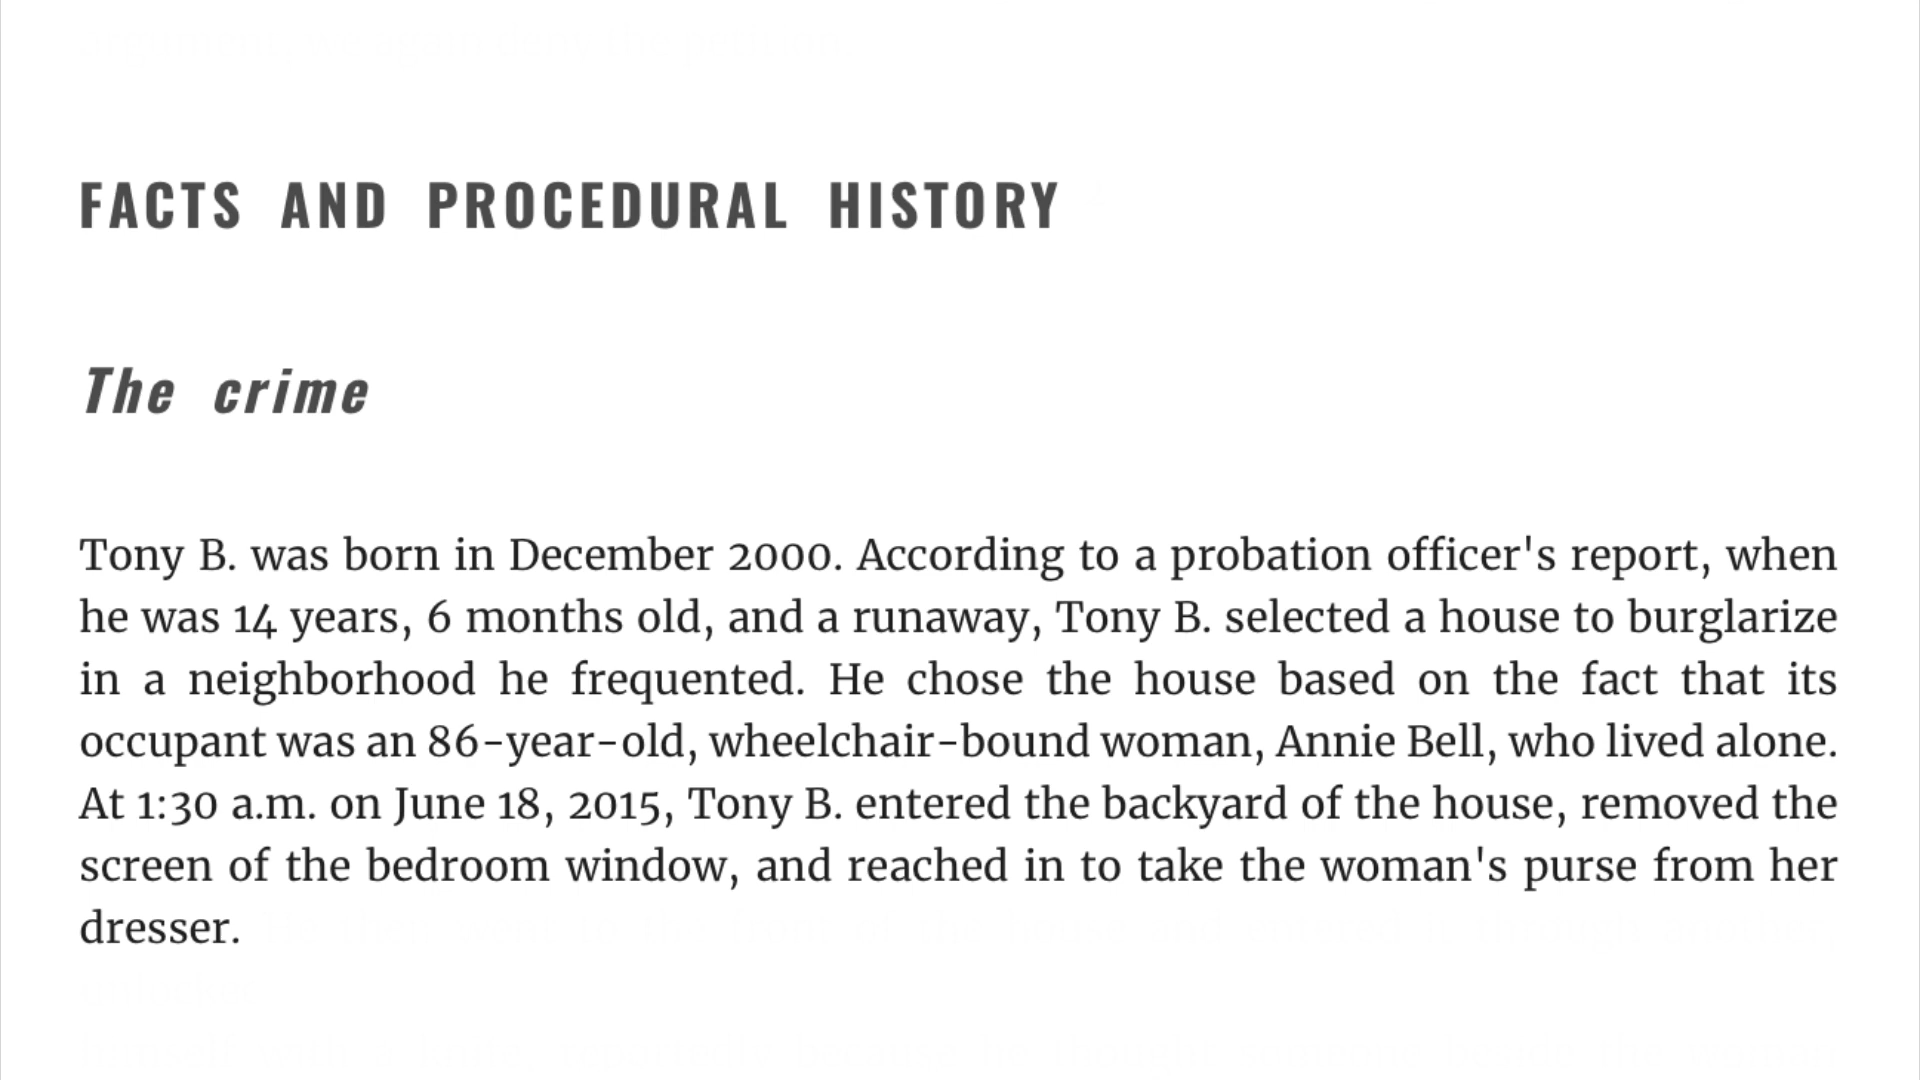 FACTS AND PROCEDURAL HISTORY
The crime
Tony B. was born in December 2000. According to a probation officer's report, when
he was 14 years, 6 months old, and a runaway, Tony B. selected a house to burglarize
in a neighborhood he frequented. He chose the house based on the fact that its
occupant was an 86-year-old, wheelchair-bound woman, Annie Bell, who lived alone.
At 1:30 a.m. on June 18, 2015, Tony B. entered the backyard of the house, removed the
screen of the bedroom window, and reached in to take the woman's purse from her
dresser.